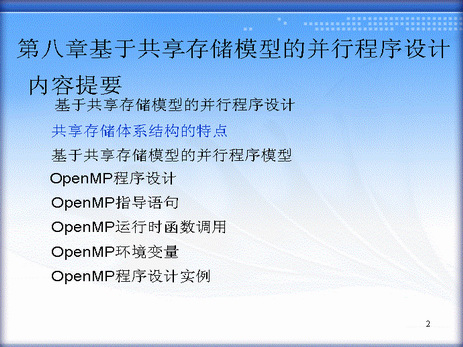 第八章基于共享存储模型的并行程序设计
内容提要
基于共享存储模型的并行程序设计
共享存储体系结构的特点
基于共享存储模型的并行程序模型
OpenMP程序设计
OpenMP指导语句
OpenMP运行时函数调用
OpenMP环境变量
OpenMP程序设计实例
2